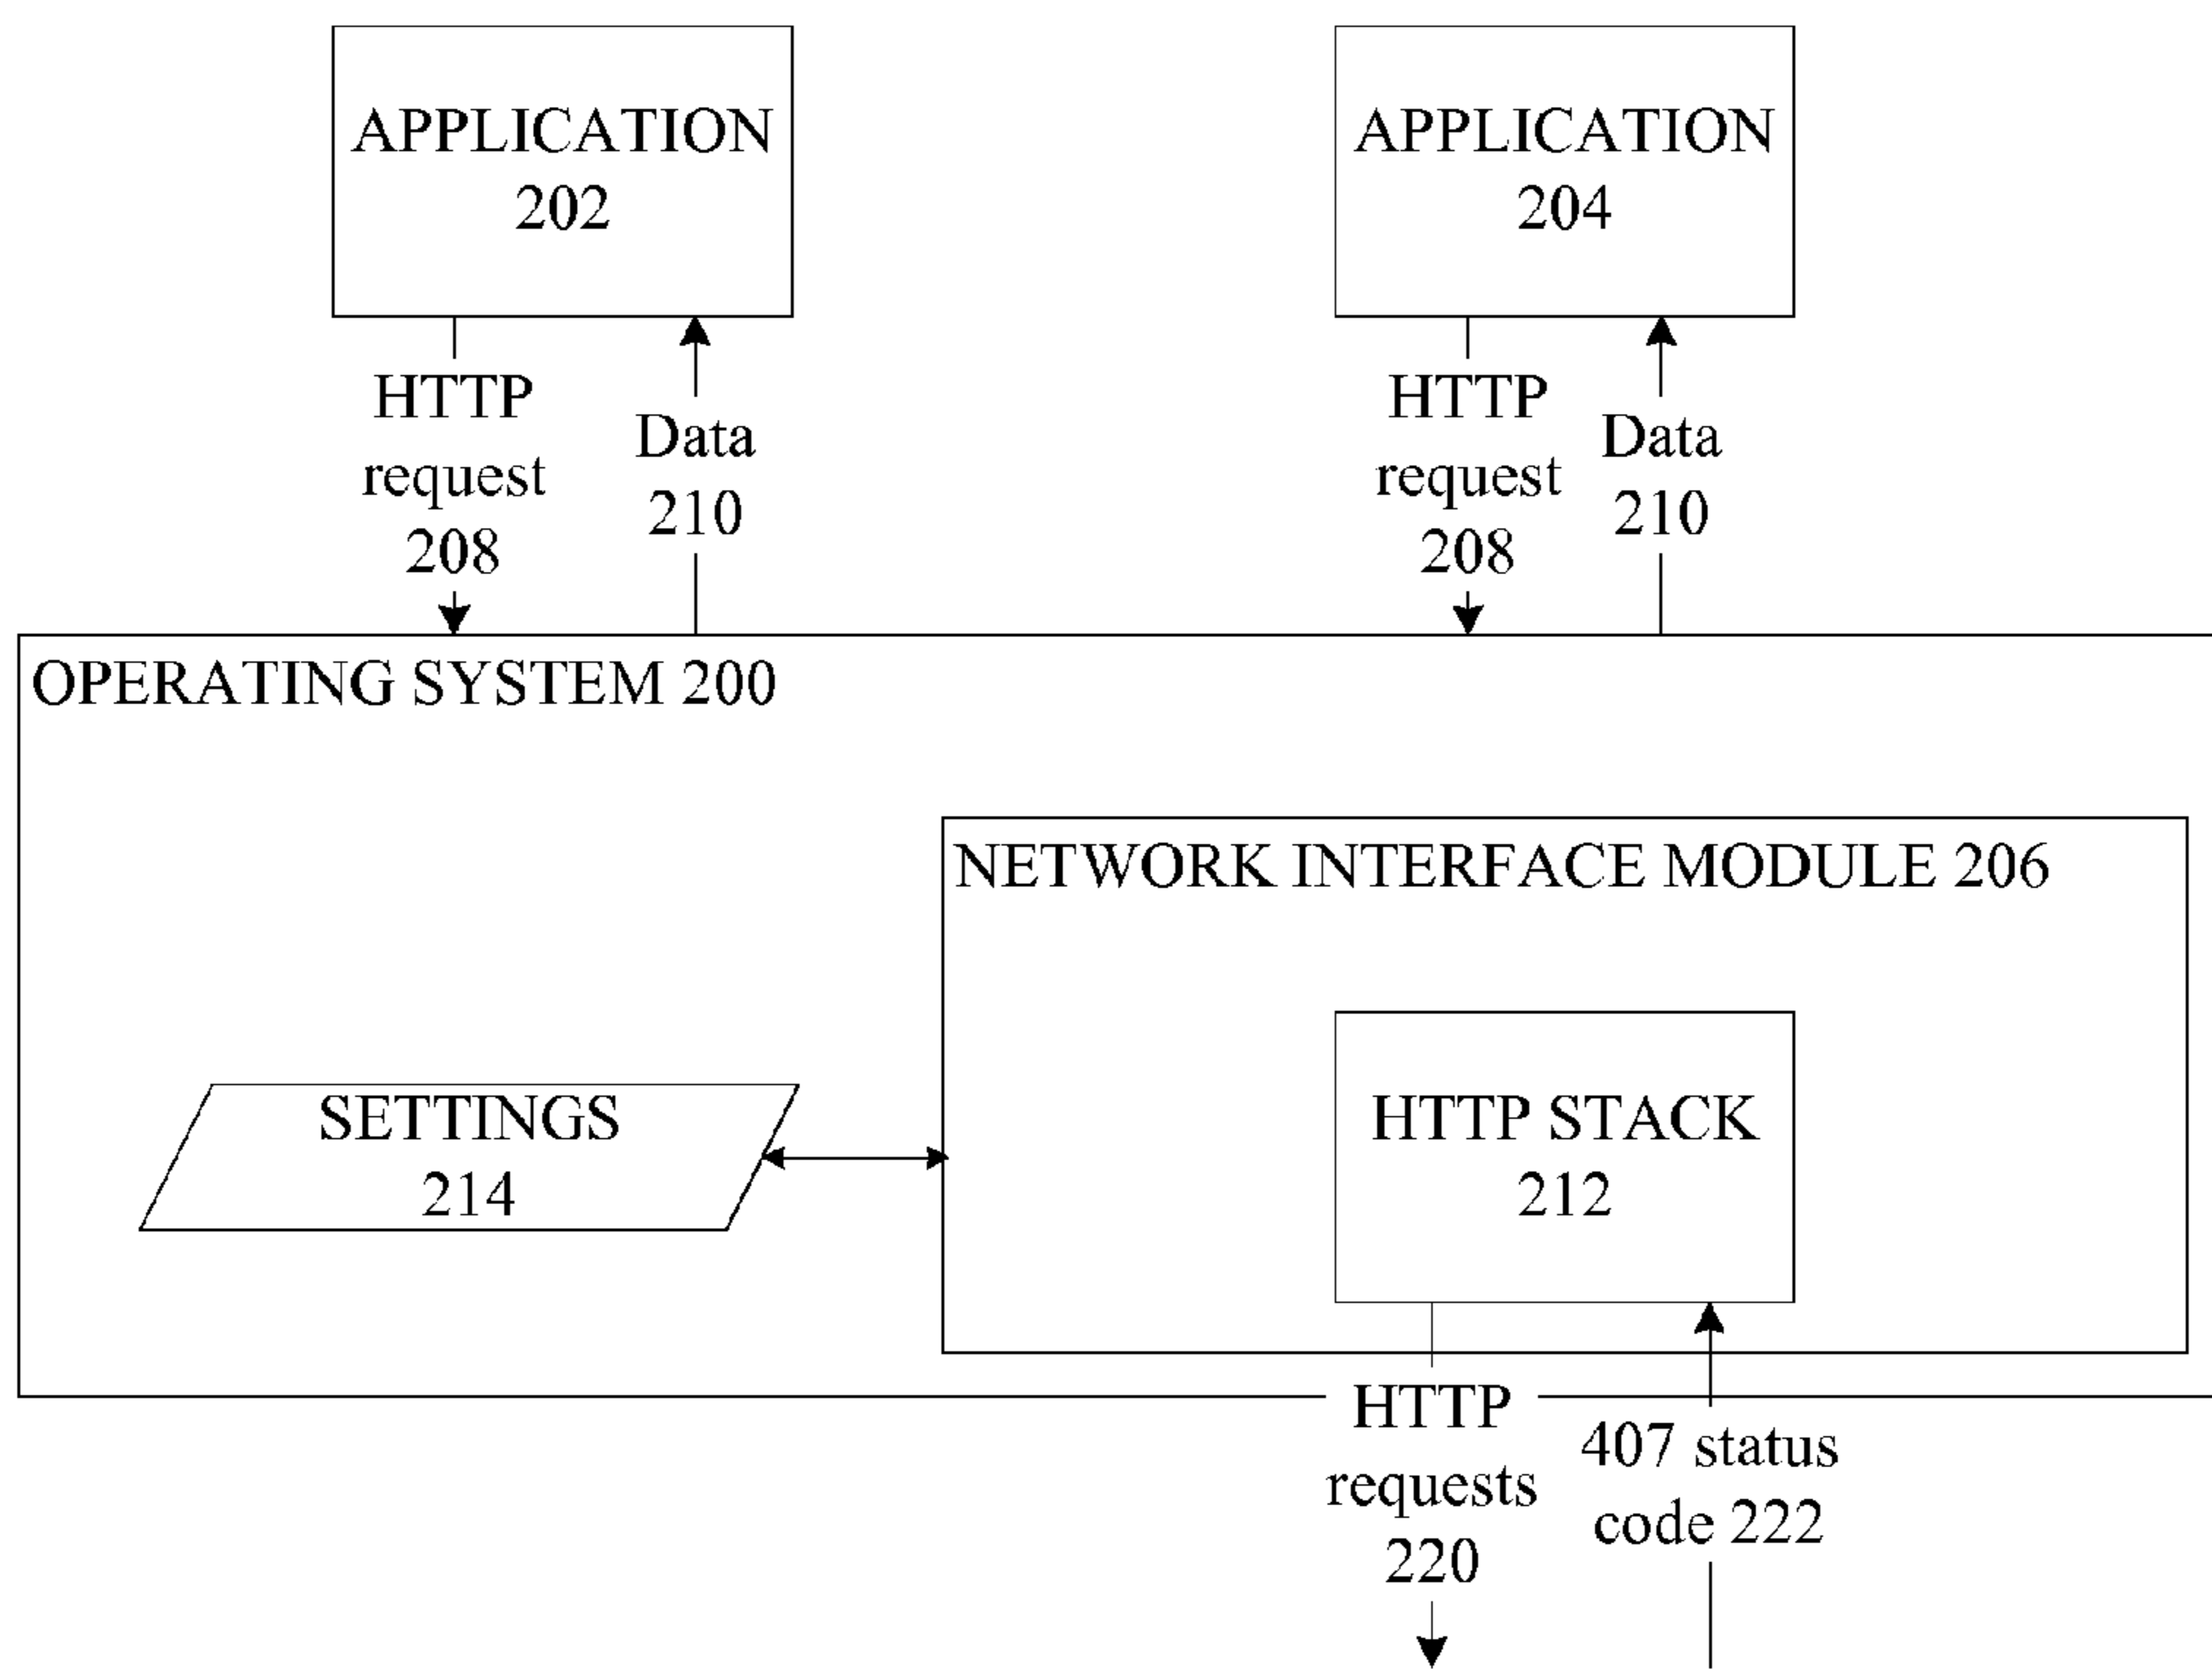 APPLICATION
202
APPLICATION
204
HTTP
request
208
Data
210
HTTP
request
208
Data
210
OPERATING SYSTEM 200
NETWORK INTERFACE MODULE 206
SETTINGS
214
HTTP STACK
212
HTTP
requests
220
407 status
code 222